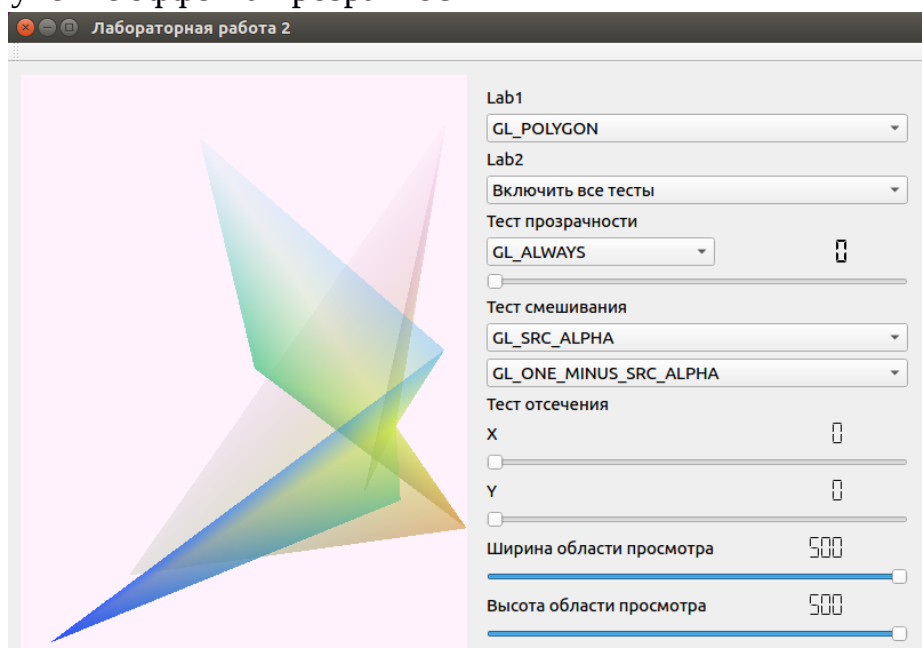 Лабораторная работа 2
Lab1
GL_POLYGON
Lab2
Включить все тесты
Тест прозрачности
GL_ALWAYS 0
Тест смешивания
GL_SRC_ALPHA
GL_ONE_MINUS_SRC_ALPHA
Тест отсечения
X 0
Y 0
Ширина области просмотра 500
Высота области просмотра 500